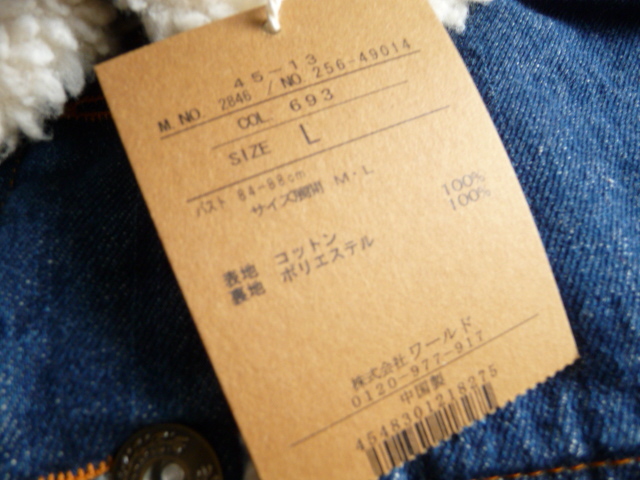 45-13
M.NO. 2846 / NO. 256-49014
COL 693
SIZE L
バスト 84-88cm
サイズ展開 M・L
表地 コットン 100%
裏地 ポリエステル 100%
株式会社ワールド
0120-977-917
中国製
4548301218275